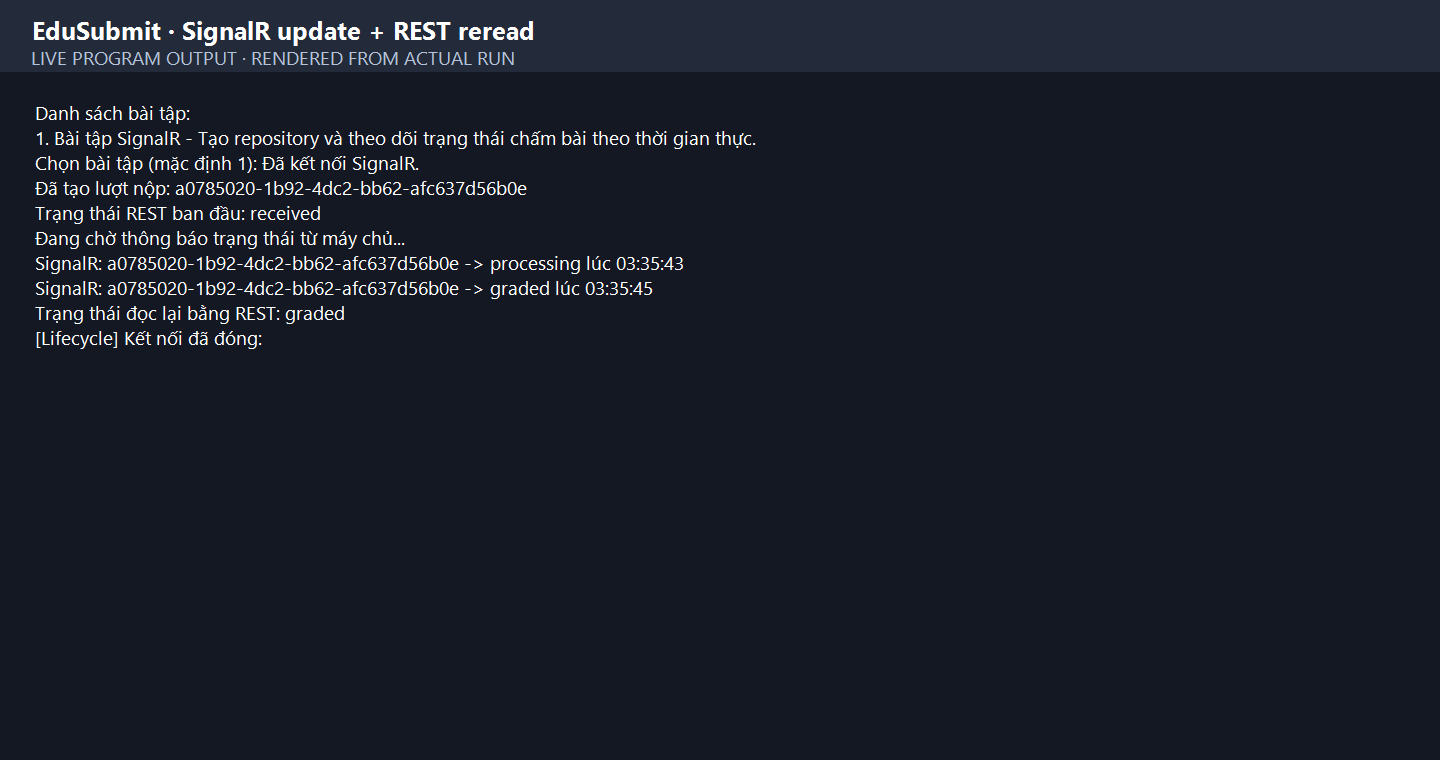 EduSubmit · SignalR update + REST reread
LIVE PROGRAM OUTPUT · RENDERED FROM ACTUAL RUN
Danh sách bài tập:
1. Bài tập SignalR - Tạo repository và theo dõi trạng thái chấm bài theo thời gian thực.
Chọn bài tập (mặc định 1): Đã kết nối SignalR.
Đã tạo lượt nộp: a0785020-1b92-4dc2-bb62-afc637d56b0e
Trạng thái REST ban đầu: received
Đang chờ thông báo trạng thái từ máy chủ...
SignalR: a0785020-1b92-4dc2-bb62-afc637d56b0e -> processing lúc 03:35:43
SignalR: a0785020-1b92-4dc2-bb62-afc637d56b0e -> graded lúc 03:35:45
Trạng thái đọc lại bằng REST: graded
[Lifecycle] Kết nối đã đóng: